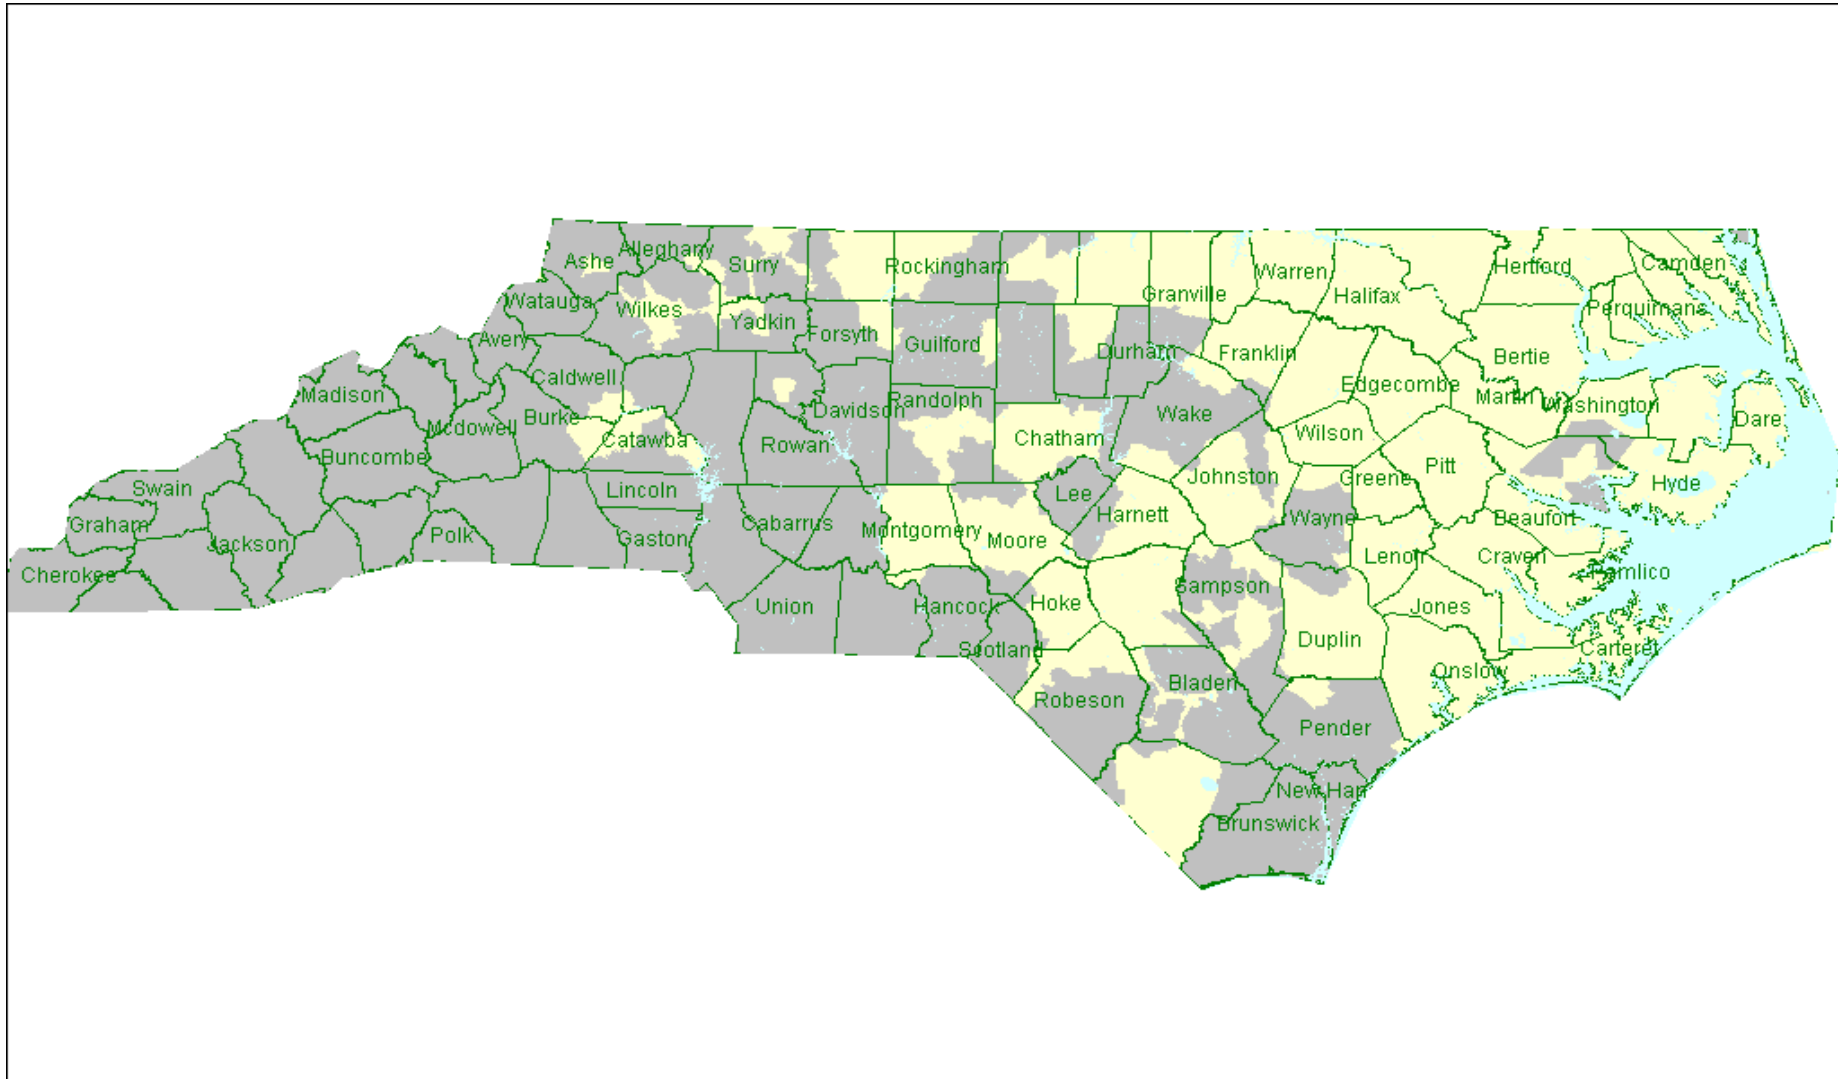 Alleghany
Ashe
Surry
Rockingham
Warren
Hertford
Camden
Watauga
Wilkes
Yadkin
Granville
Halifax
Perquimans
Avery
Forsyth
Guilford
Durham
Franklin
Bertie
Madison
Caldwell
Edgecombe
Burke
Davidson
Randolph
Martin
Washington
Dare
Mcdowell
Catawba
Rowan
Chatham
Wake
Wilson
Buncombe
Swain
Lincoln
Lee
Johnston
Greene
Pitt
Hyde
Graham
Jackson
Polk
Gaston
Cabarrus
Montgomery
Moore
Harnett
Wayne
Beaufort
Cherokee
Lenoir
Craven
Pamlico
Union
Hancock
Hoke
Sampson
Jones
Scotland
Duplin
Carteret
Robeson
Bladen
Onslow
Pender
New Han
Brunswick